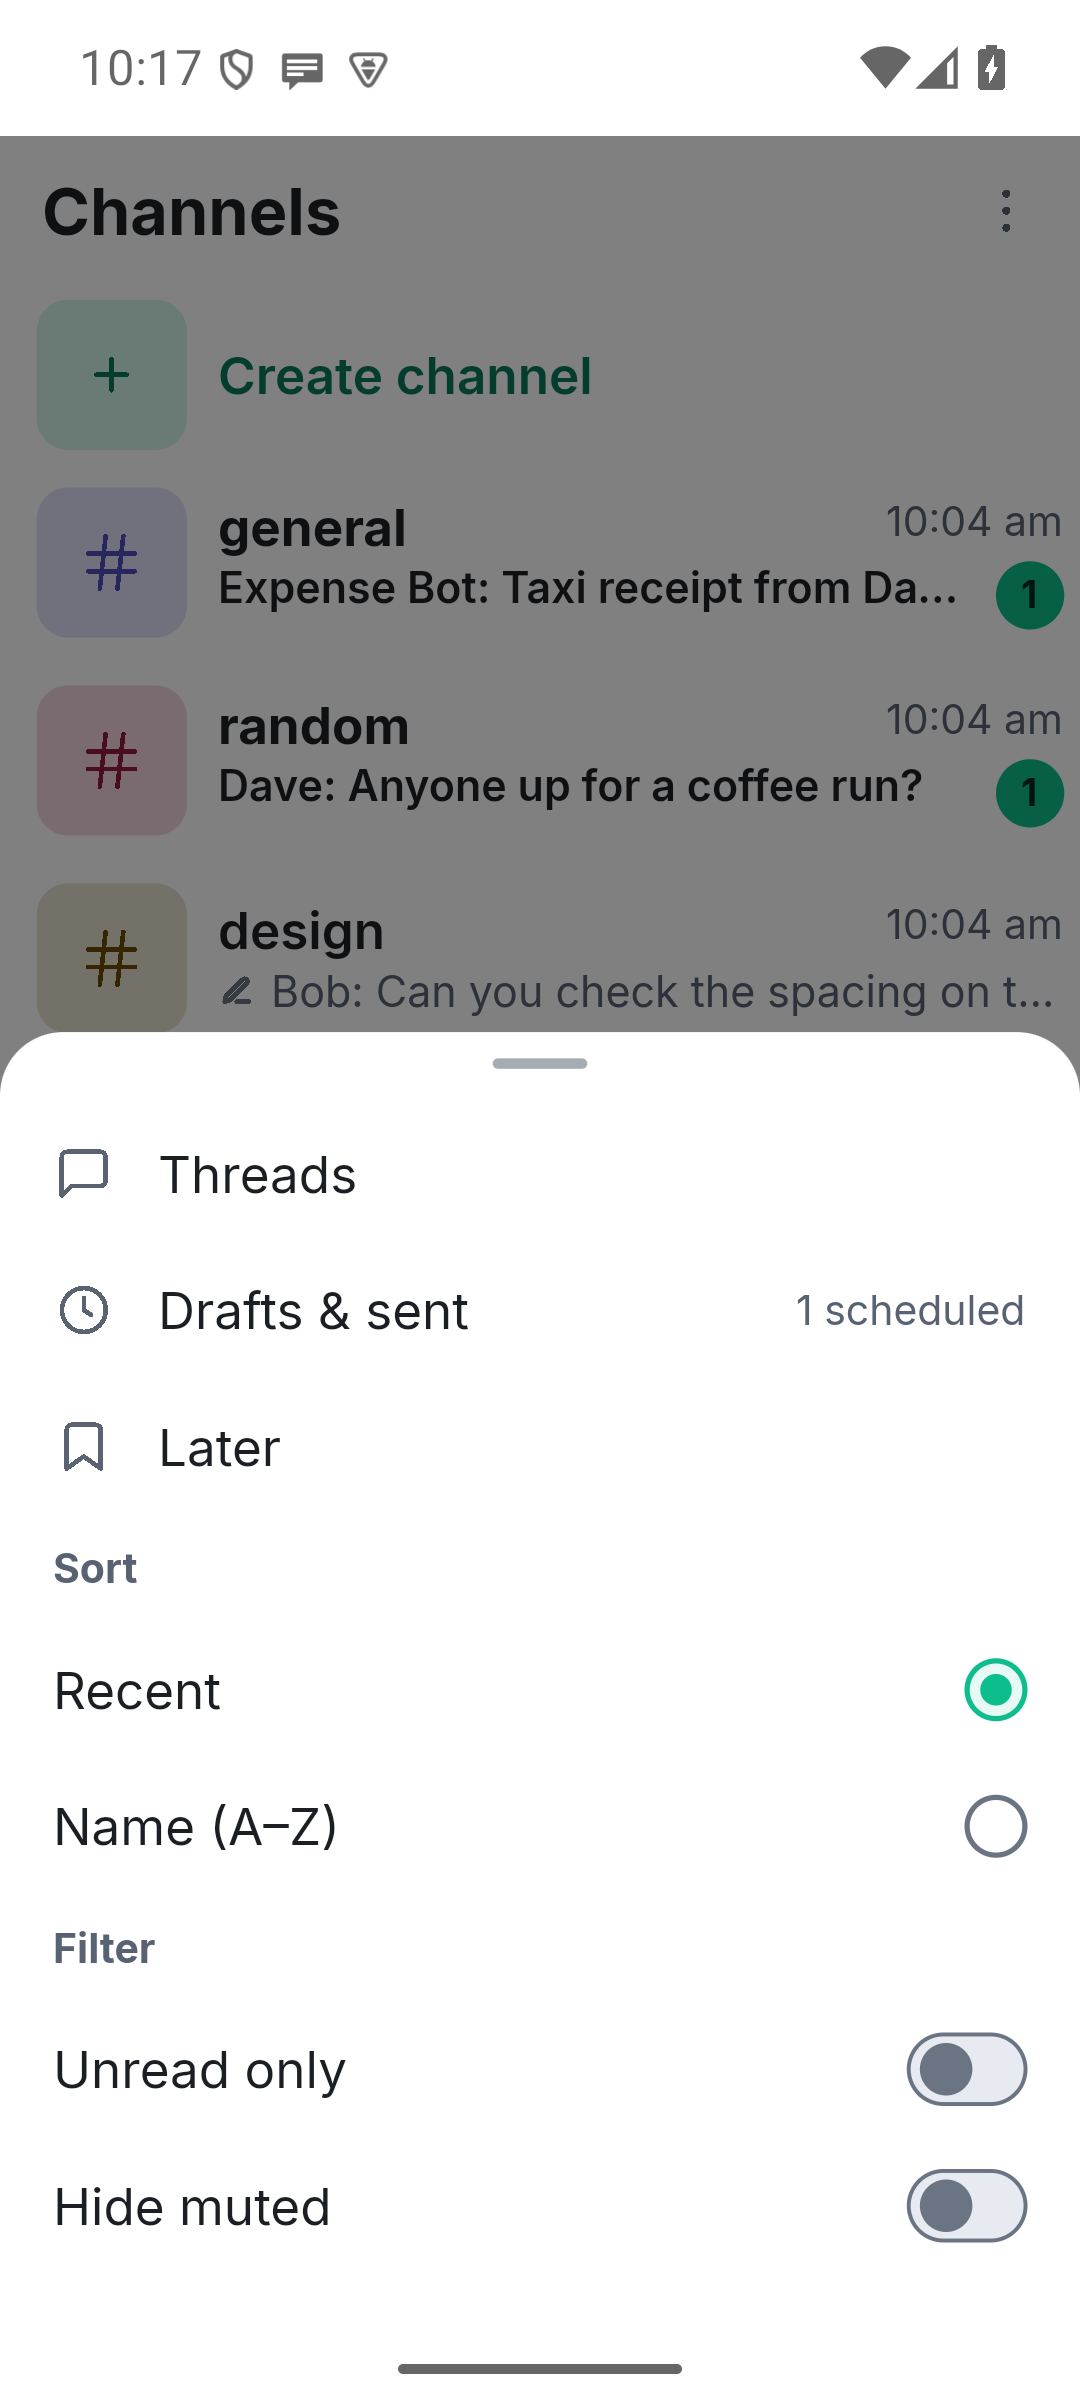 10:17
Channels
Create channel
general
10:04 am
Expense Bot: Taxi receipt from Da...
1
random
10:04 am
Dave: Anyone up for a coffee run?
1
design
10:04 am
Bob: Can you check the spacing on t...
Threads
Drafts & sent
1 scheduled
Later
Sort
Recent
Name (A–Z)
Filter
Unread only
Hide muted